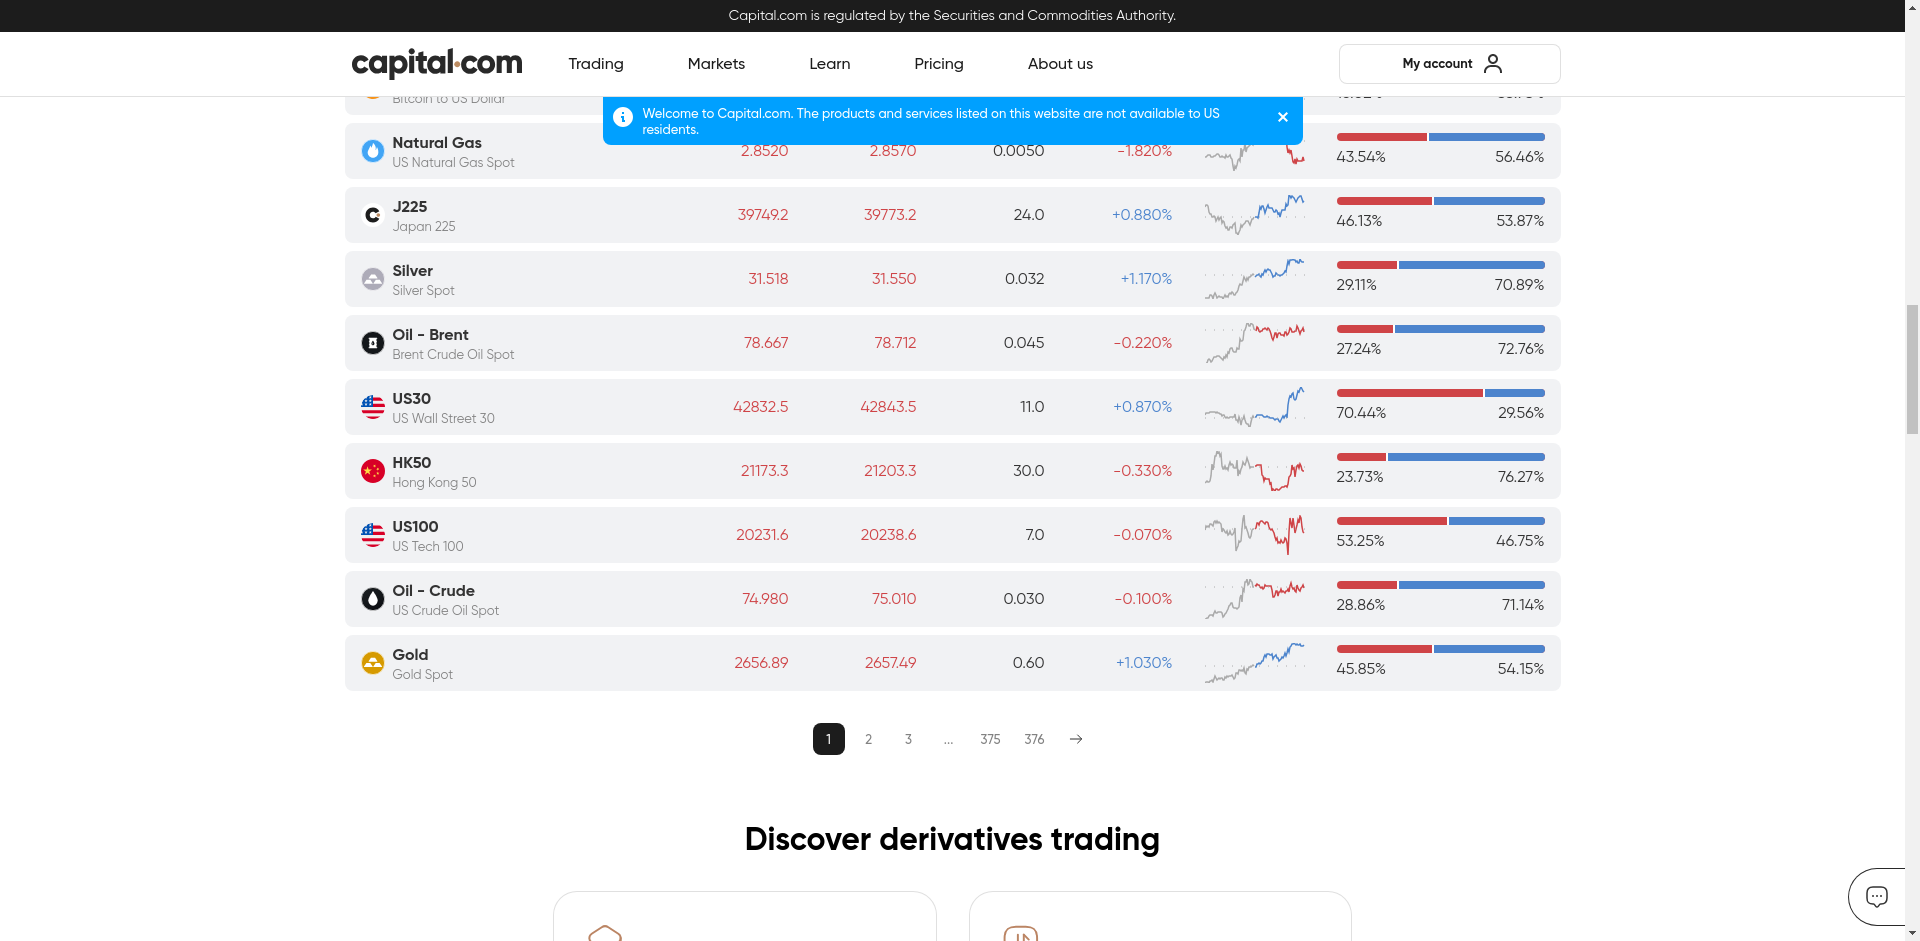 Capital.com is regulated by the Securities and Commodities Authority.
capital.com
Trading
Markets
Learn
Pricing
About us
My account
Welcome to Capital.com. The products and services listed on this website are not available to US
residents.
Bitcoin to US Dollar
Natural Gas
US Natural Gas Spot
2.8520
2.8570
0.0050
-1.820%
43.54%
56.46%
J225
Japan 225
39749.2
39773.2
24.0
+0.880%
46.13%
53.87%
Silver
Silver Spot
31.518
31.550
0.032
+1.170%
29.11%
70.89%
Oil - Brent
Brent Crude Oil Spot
78.667
78.712
0.045
-0.220%
27.24%
72.76%
US30
US Wall Street 30
42832.5
42843.5
11.0
+0.870%
70.44%
29.56%
HK50
Hong Kong 50
21173.3
21203.3
30.0
-0.330%
23.73%
76.27%
US100
US Tech 100
20231.6
20238.6
7.0
-0.070%
53.25%
46.75%
Oil - Crude
US Crude Oil Spot
74.980
75.010
0.030
-0.100%
28.86%
71.14%
Gold
Gold Spot
2656.89
2657.49
0.60
+1.030%
45.85%
54.15%
1 2 3 ... 375 376
Discover derivatives trading